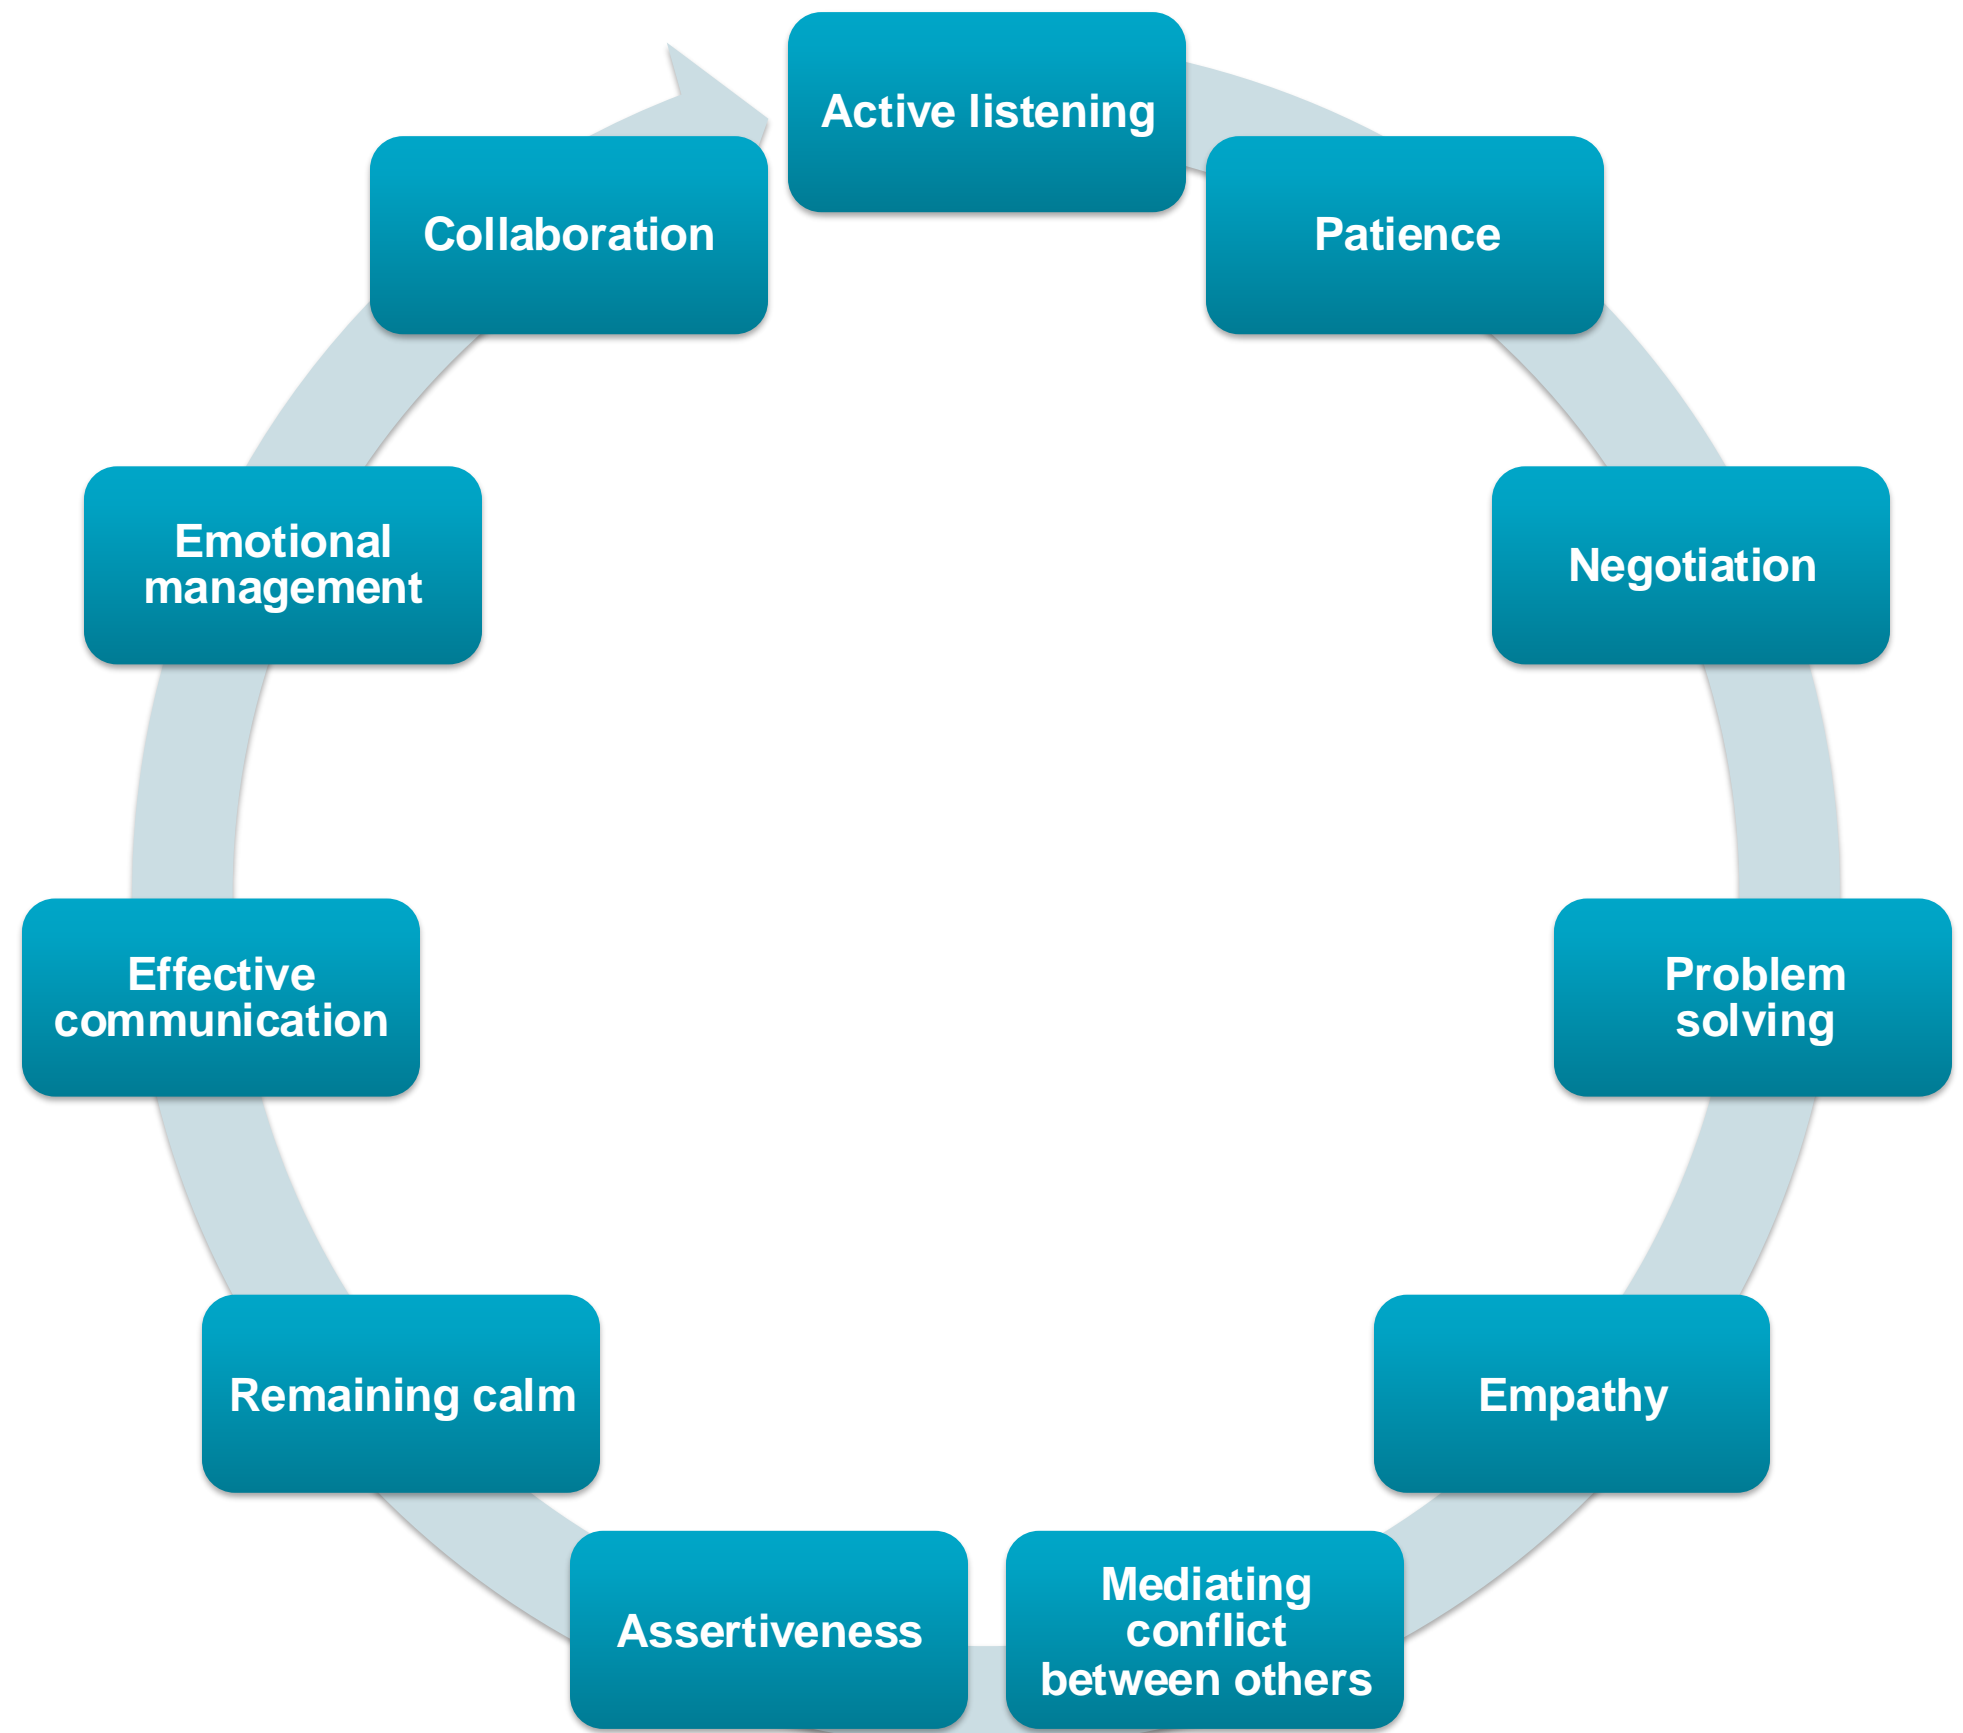 Active listening
Patience
Negotiation
Problem
solving
Empathy
Mediating
conflict
between others
Assertiveness
Remaining calm
Effective
communication
Emotional
management
Collaboration